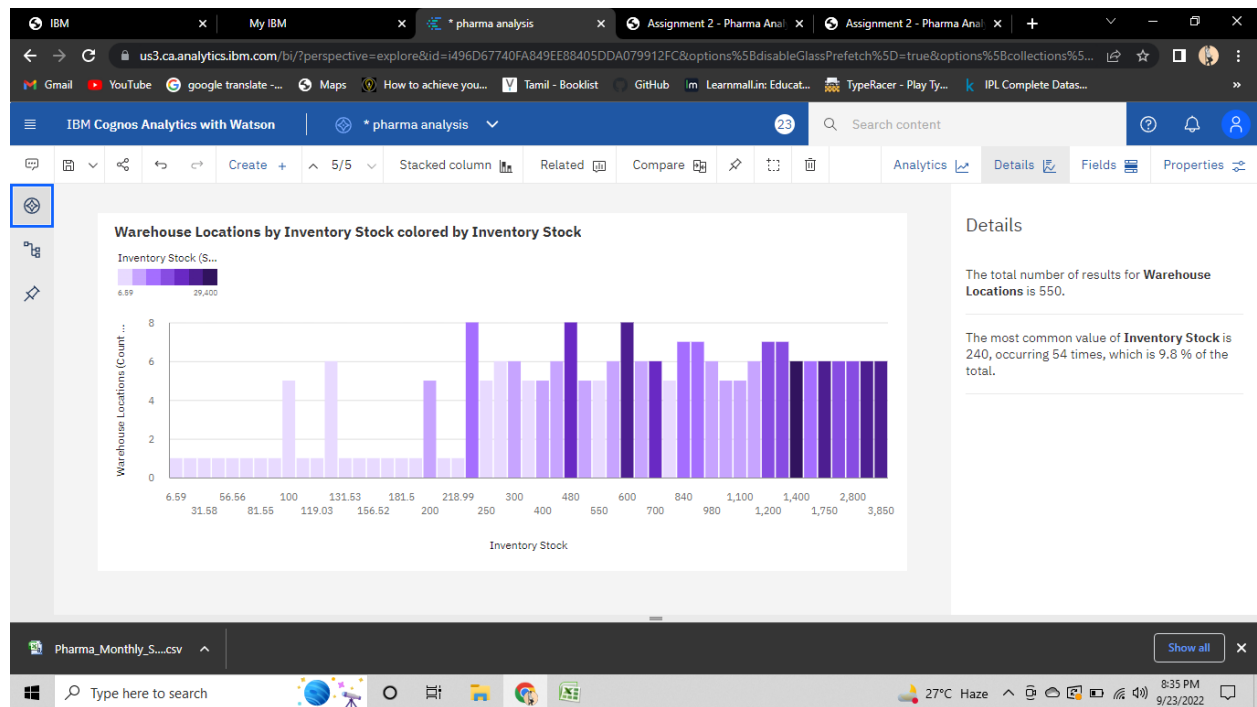 IBM
My IBM
* pharma analysis
Assignment 2 - Pharma Anal
Assignment 2 - Pharma Anal
us3.ca.analytics.ibm.com/bi/?perspective=explore&id=i496D67740FA849EE88405DDA079912FC&options%5BdisableGlassPrefetch%5D=true&options%5Bcollections%5...
Gmail
YouTube
google translate -...
Maps
How to achieve you...
Tamil - Booklist
GitHub
Learnmall.in: Educat...
TypeRacer - Play Ty...
IPL Complete Datas...
»
IBM Cognos Analytics with Watson
* pharma analysis
23
Search content
Create +
5/5
Stacked column
Related
Compare
Analytics
Details
Fields
Properties
Warehouse Locations by Inventory Stock colored by Inventory Stock
Inventory Stock (S...
6.59 29,400
Warehouse Locations (Count ...
8
6
4
2
0
6.59 56.56 100 131.53 181.5 218.99 300 480 600 840 1,100 1,400 2,800
31.58 81.55 119.03 156.52 200 250 400 550 700 980 1,200 1,750 3,850
Inventory Stock
Details
The total number of results for Warehouse
Locations is 550.
The most common value of Inventory Stock is
240, occurring 54 times, which is 9.8 % of the
total.
Pharma_Monthly_S....csv
Show all
Type here to search
27°C Haze
8:35 PM
9/23/2022